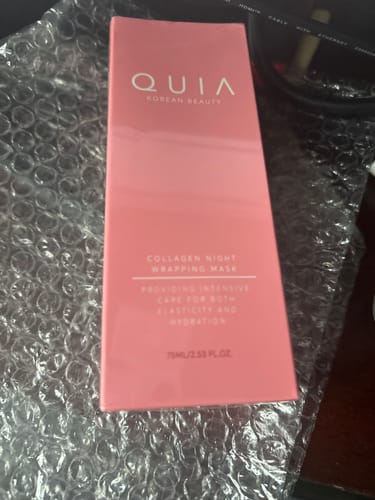 QUIA
KOREAN BEAUTY
COLLAGEN NIGHT
WRAPPING MASK
PROVIDING INTENSIVE
CARE FOR BOTH
ELASTICITY AND
HYDRATION
75ML/2.53 FL.OZ.